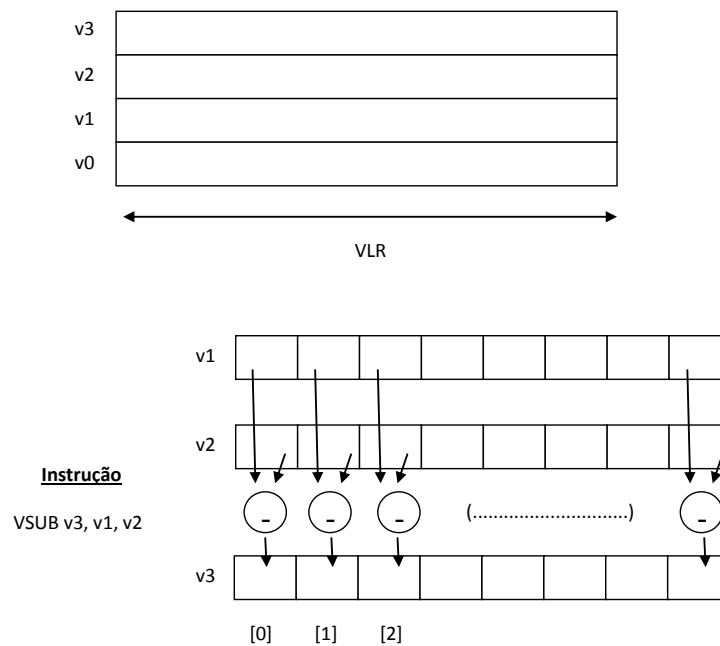 v3
v2
v1
v0
VLR
v1
v2
Instrução
VSUB v3, v1, v2
- - - (.............................) -
v3
[0] [1] [2]